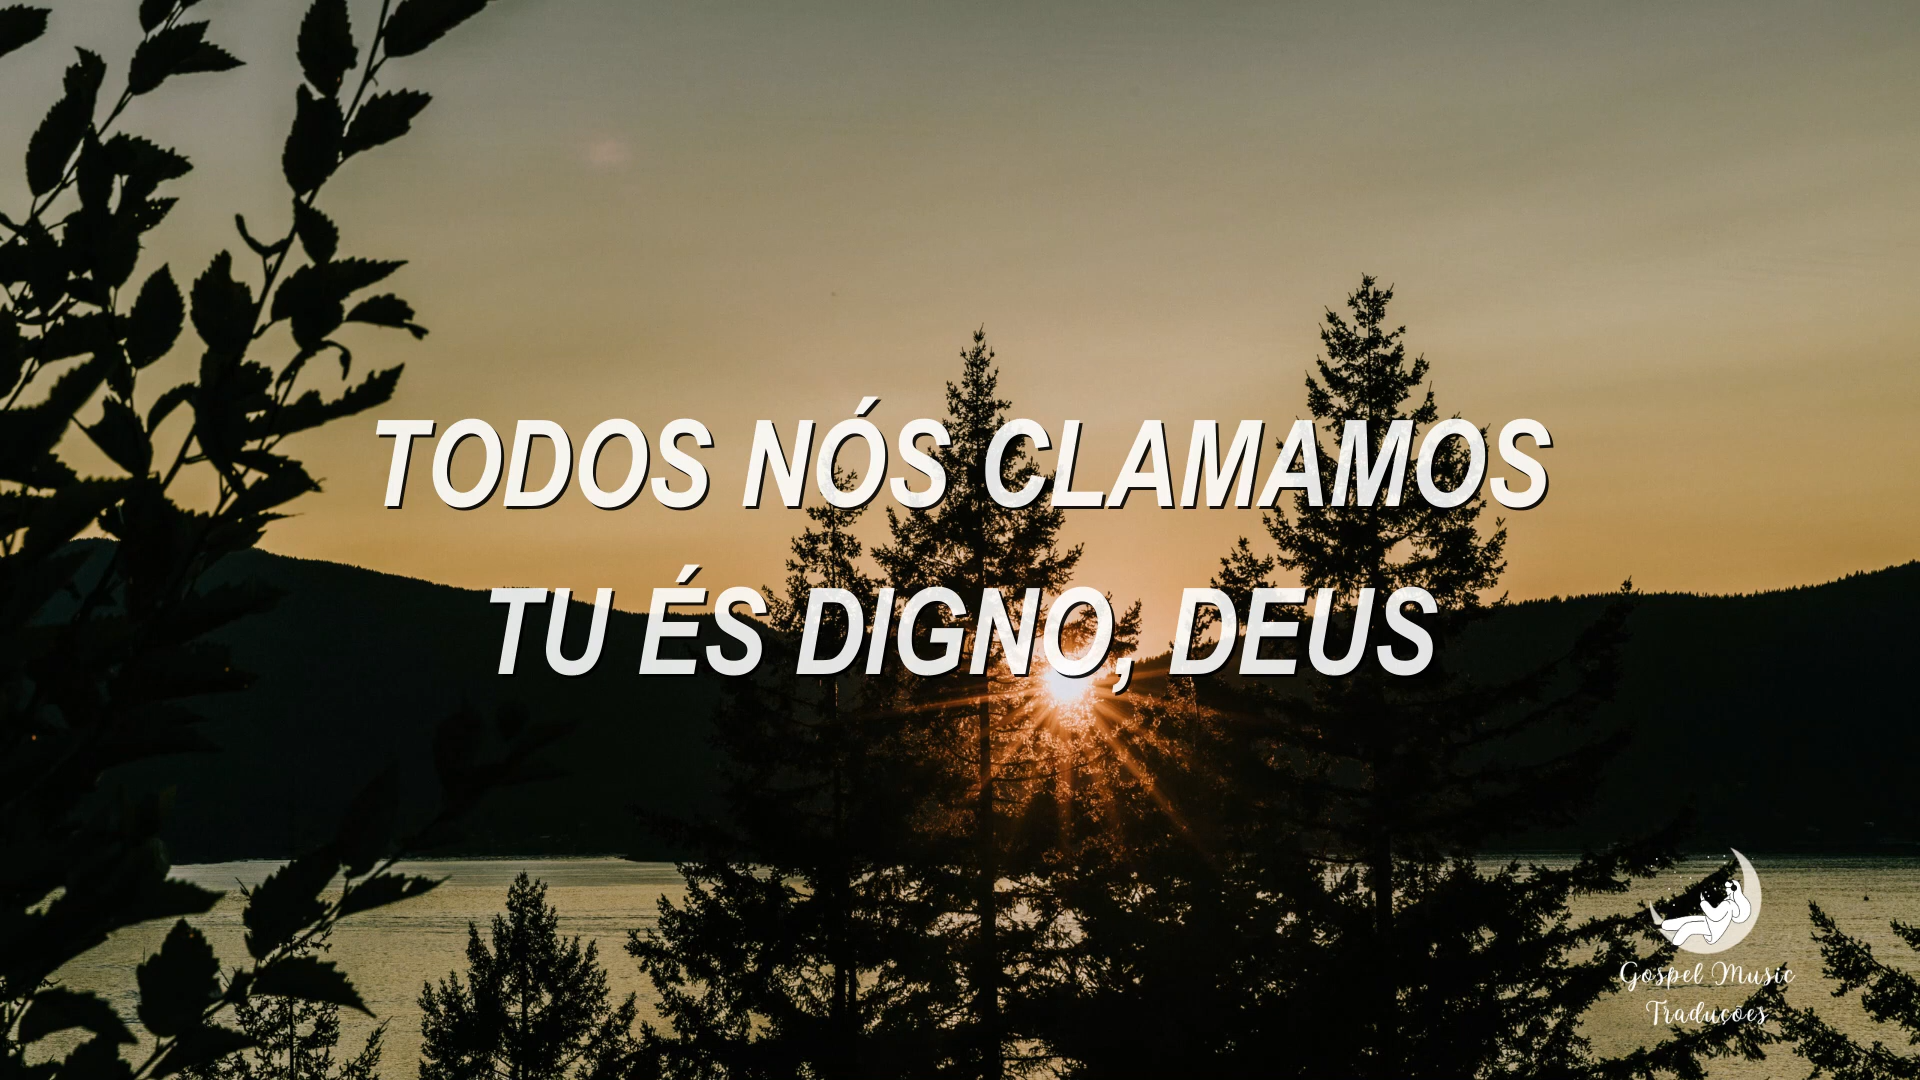 TODOS NÓS CLAMAMOS
TU ÉS DIGNO, DEUS
Gospel Music
Traduções